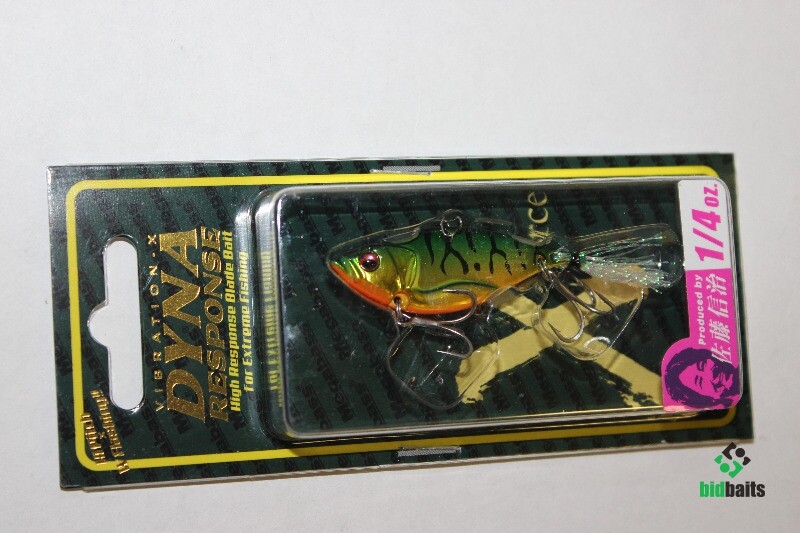 VIBRATION-X
DYNA
RESPONSE
High Response Blade Bait
for Extreme Fishing
1/4oz.
Produced by
佐藤信治
bidbaits